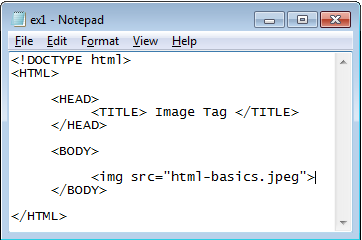 ex1 - Notepad
File Edit Format View Help
<!DOCTYPE html>
<HTML>
<HEAD>
<TITLE> Image Tag </TITLE>
</HEAD>
<BODY>
<img src="html-basics.jpeg">
</BODY>
</HTML>